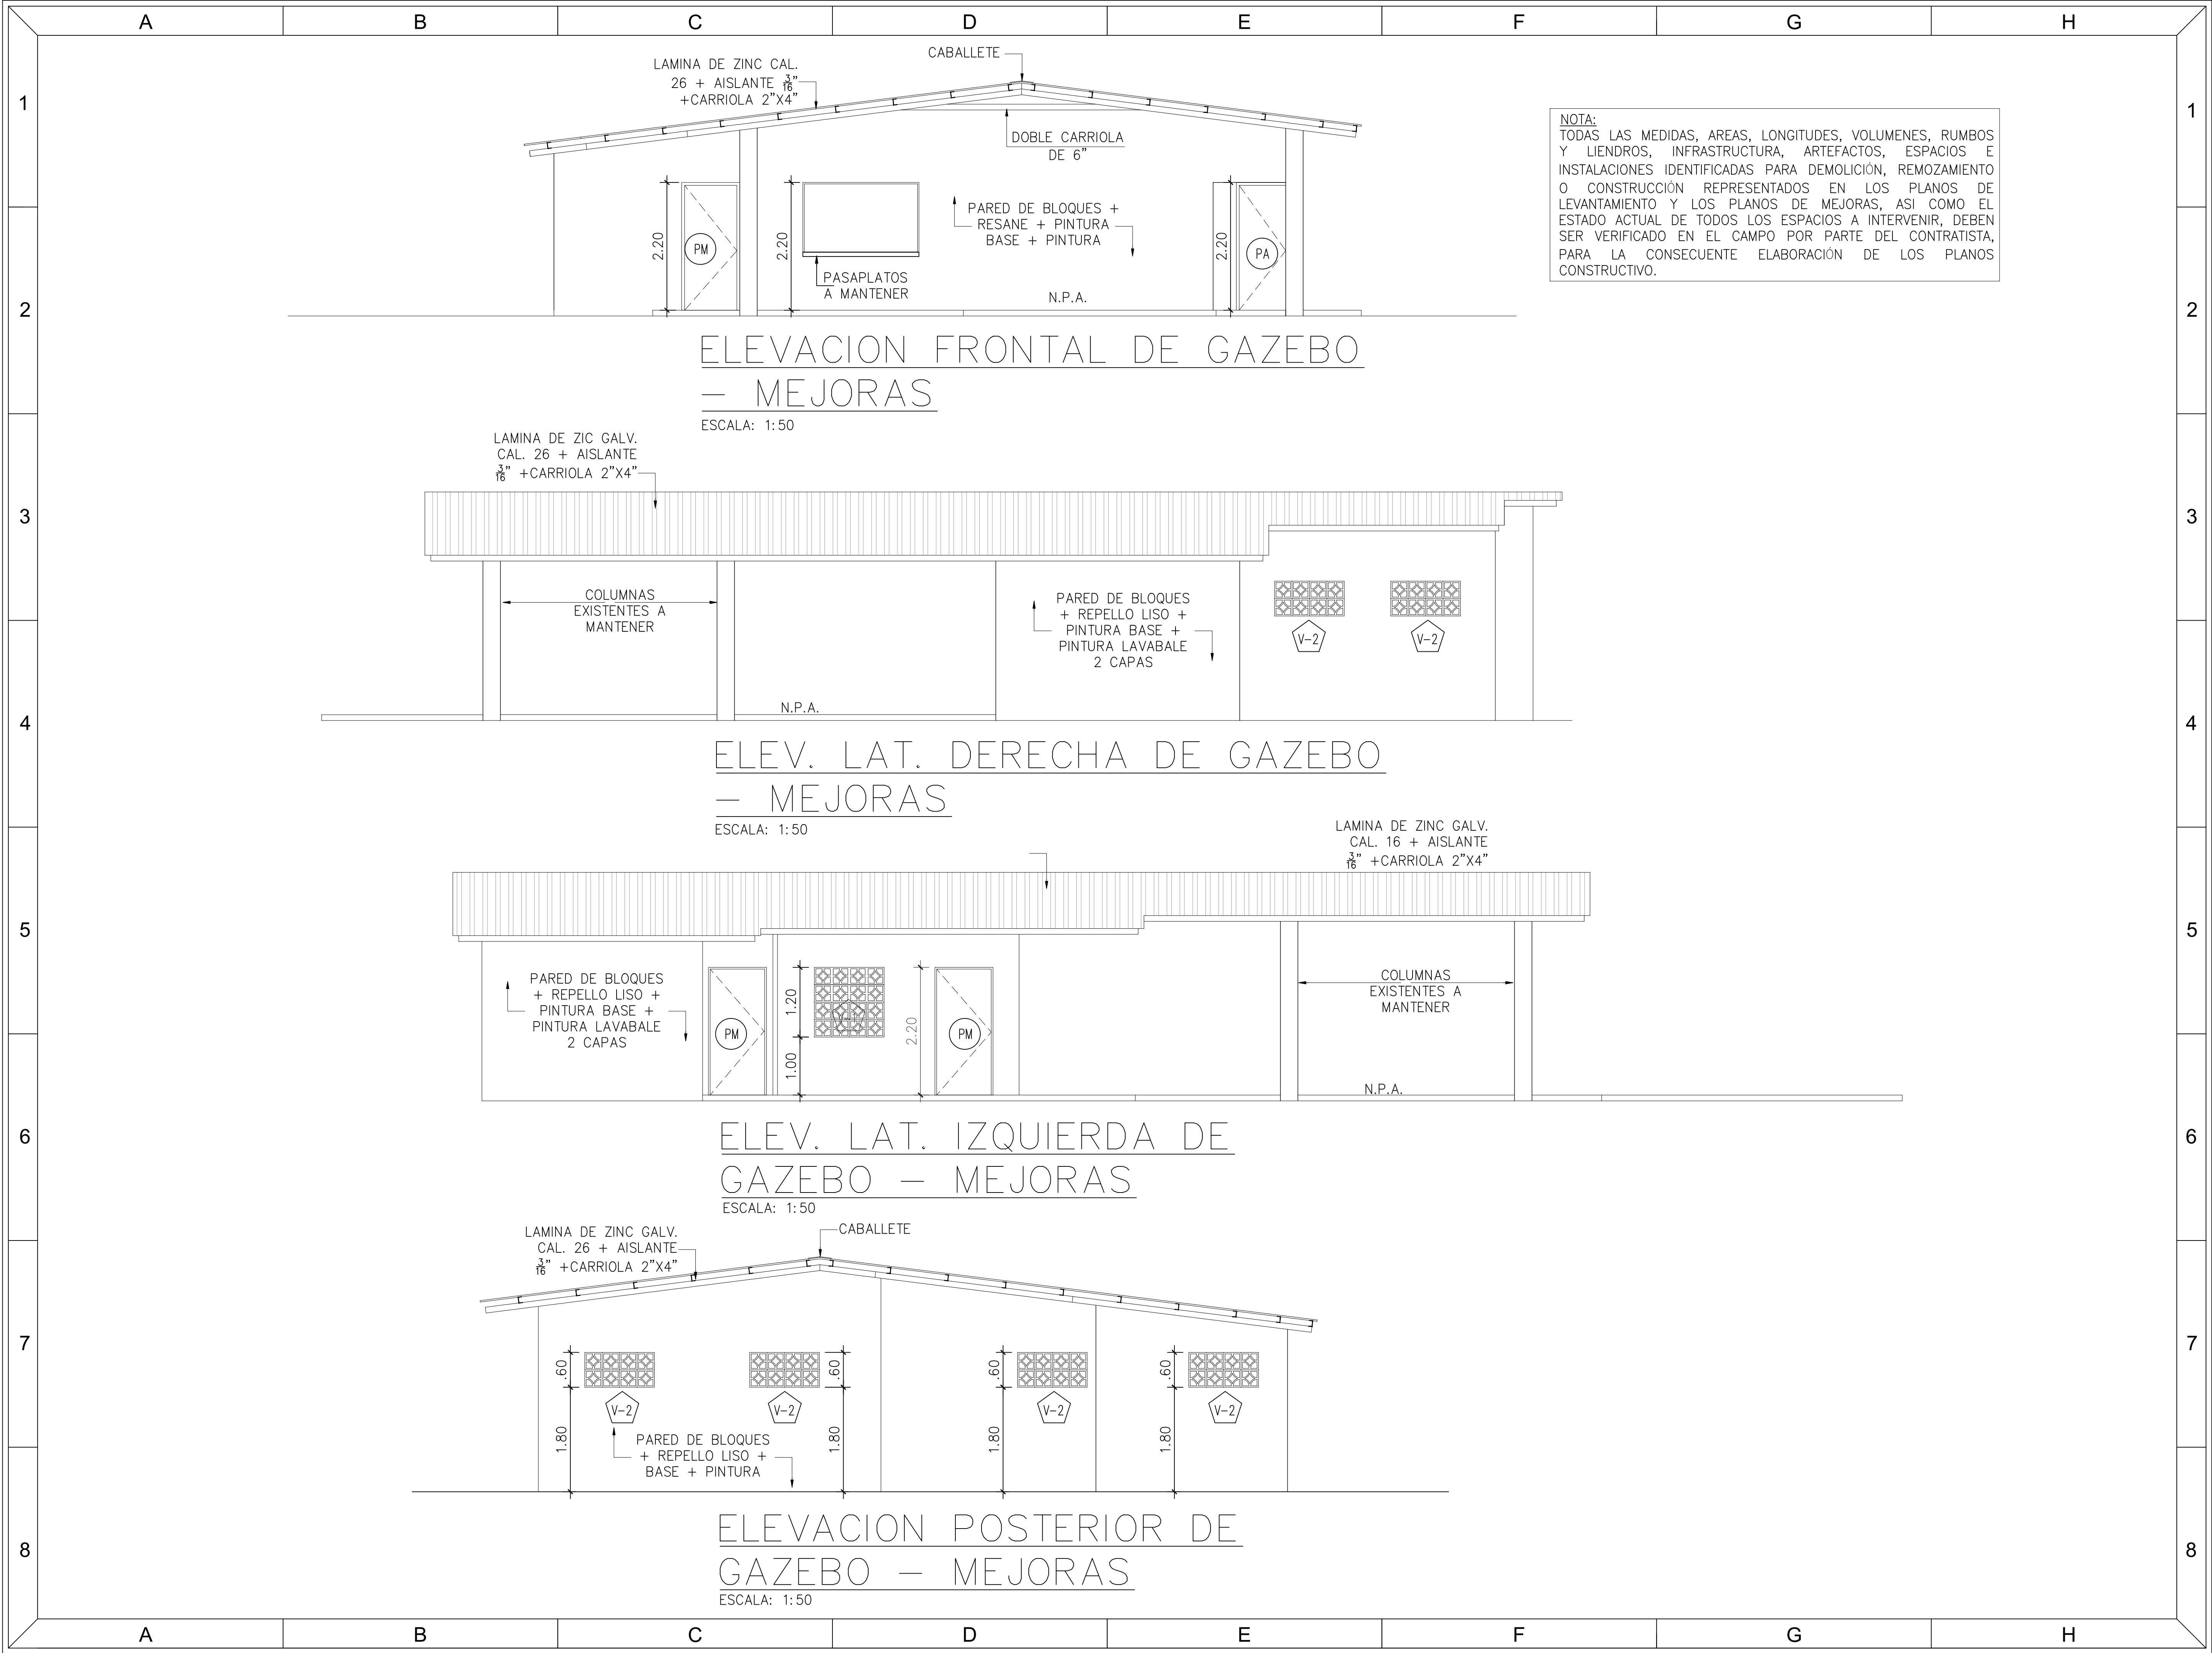 A B C D E F G H
1
CABALLETE
LAMINA DE ZINC CAL.
26 + AISLANTE 3/16"
+CARRIOLA 2"X4"
DOBLE CARRIOLA
DE 6"
2.20
PM
2.20
PASAPLATOS
A MANTENER
PARED DE BLOQUES +
RESANE + PINTURA
BASE + PINTURA
N.P.A.
2.20
PA
NOTA:
TODAS LAS MEDIDAS, AREAS, LONGITUDES, VOLUMENES, RUMBOS
Y LIENDROS, INFRASTRUCTURA, ARTEFACTOS, ESPACIOS E
INSTALACIONES IDENTIFICADAS PARA DEMOLICIÓN, REMOZAMIENTO
O CONSTRUCCIÓN REPRESENTADOS EN LOS PLANOS DE
LEVANTAMIENTO Y LOS PLANOS DE MEJORAS, ASI COMO EL
ESTADO ACTUAL DE TODOS LOS ESPACIOS A INTERVENIR, DEBEN
SER VERIFICADO EN EL CAMPO POR PARTE DEL CONTRATISTA,
PARA LA CONSECUENTE ELABORACIÓN DE LOS PLANOS
CONSTRUCTIVO.
1
2
2
ELEVACION FRONTAL DE GAZEBO
– MEJORAS
ESCALA: 1:50
LAMINA DE ZIC GALV.
CAL. 26 + AISLANTE
3/16" +CARRIOLA 2"X4"
3
3
COLUMNAS
EXISTENTES A
MANTENER
PARED DE BLOQUES
+ REPELLO LISO +
PINTURA BASE +
PINTURA LAVABALE
2 CAPAS
V-2
V-2
N.P.A.
4
4
ELEV. LAT. DERECHA DE GAZEBO
– MEJORAS
ESCALA: 1:50
LAMINA DE ZINC GALV.
CAL. 16 + AISLANTE
3/16" +CARRIOLA 2"X4"
5
5
PARED DE BLOQUES
+ REPELLO LISO +
PINTURA BASE +
PINTURA LAVABALE
2 CAPAS
PM
1.20
1.00
V-1
2.20
PM
COLUMNAS
EXISTENTES A
MANTENER
N.P.A.
6
6
ELEV. LAT. IZQUIERDA DE
GAZEBO – MEJORAS
ESCALA: 1:50
LAMINA DE ZINC GALV.
CAL. 26 + AISLANTE
3/16" +CARRIOLA 2"X4"
CABALLETE
7
7
.60
1.80
V-2
V-2
.60
1.80
.60
1.80
V-2
.60
1.80
V-2
PARED DE BLOQUES
+ REPELLO LISO +
BASE + PINTURA
8
8
ELEVACION POSTERIOR DE
GAZEBO – MEJORAS
ESCALA: 1:50
A B C D E F G H